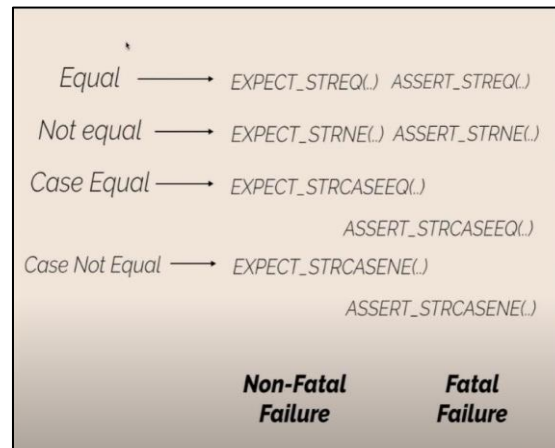 Equal EXPECT_STREQ(..) ASSERT_STREQ(..)
Not equal EXPECT_STRNE(..) ASSERT_STRNE(..)
Case Equal EXPECT_STRCASEEQ(..)
ASSERT_STRCASEEQ(..)
Case Not Equal EXPECT_STRCASENE(..)
ASSERT_STRCASENE(..)
Non-Fatal Fatal
Failure Failure